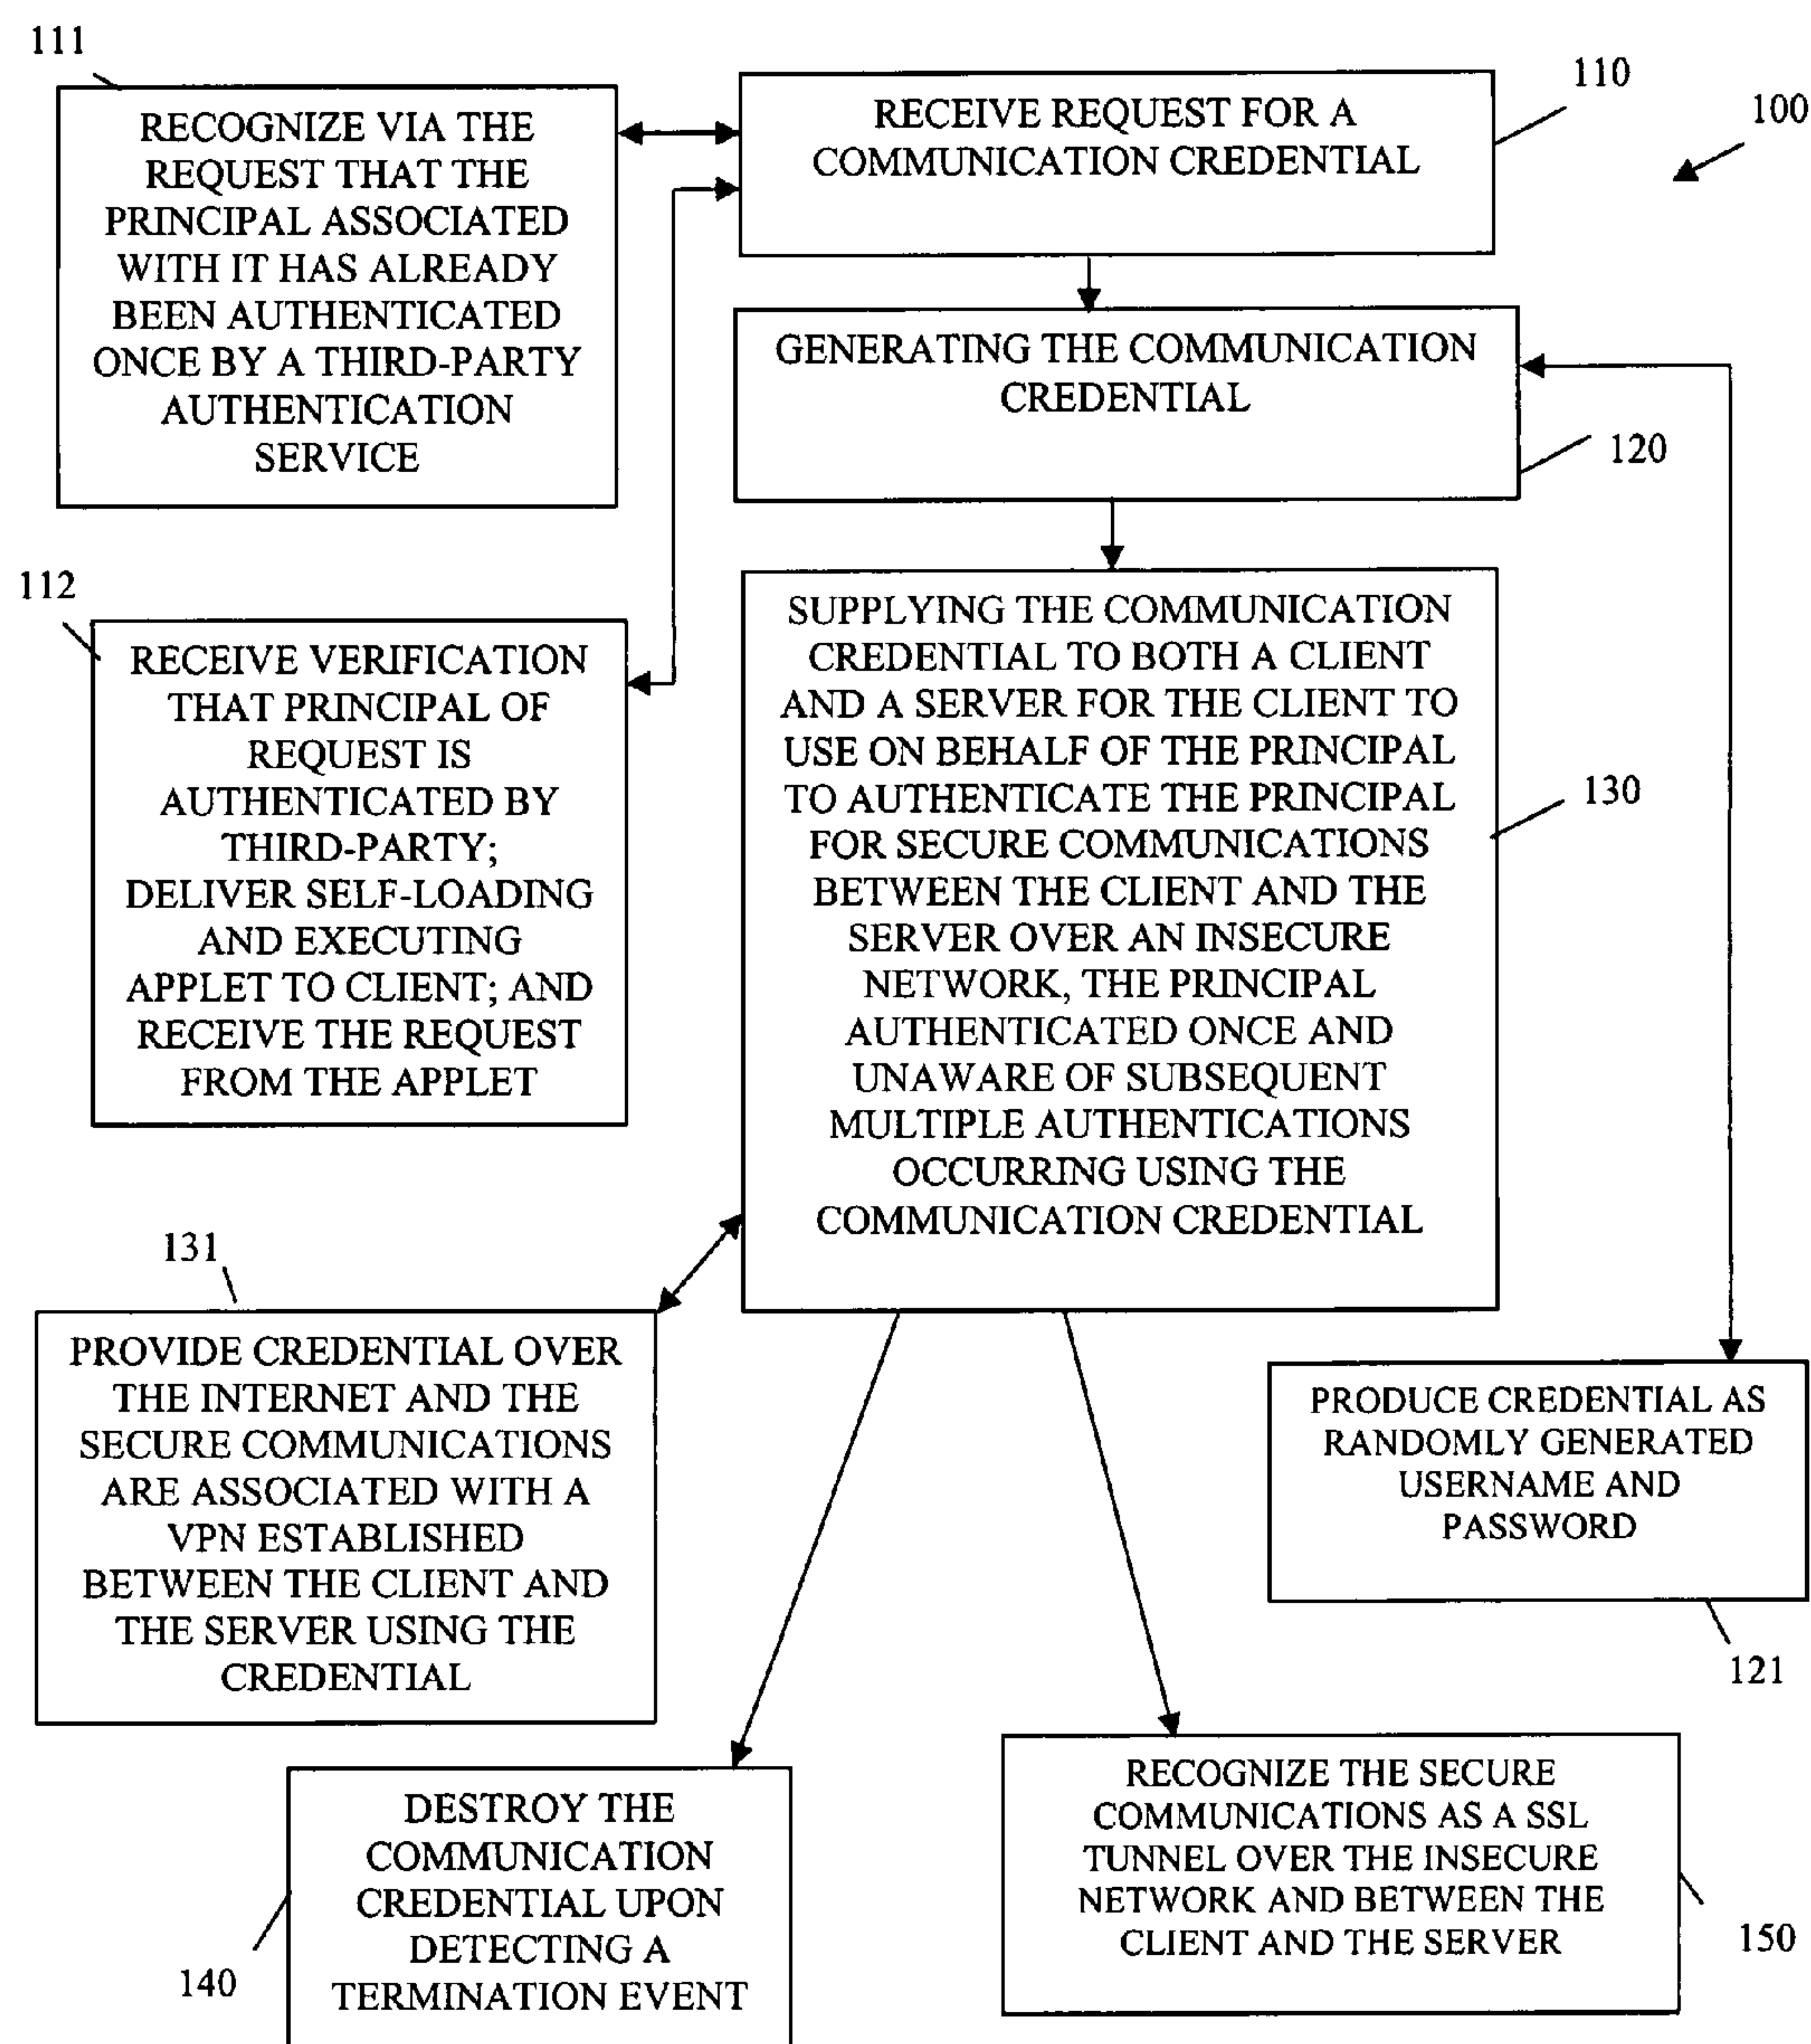 111
RECOGNIZE VIA THE
REQUEST THAT THE
PRINCIPAL ASSOCIATED
WITH IT HAS ALREADY
BEEN AUTHENTICATED
ONCE BY A THIRD-PARTY
AUTHENTICATION
SERVICE
RECEIVE REQUEST FOR A
COMMUNICATION CREDENTIAL
110
100
GENERATING THE COMMUNICATION
CREDENTIAL
120
112
RECEIVE VERIFICATION
THAT PRINCIPAL OF
REQUEST IS
AUTHENTICATED BY
THIRD-PARTY;
DELIVER SELF-LOADING
AND EXECUTING
APPLET TO CLIENT; AND
RECEIVE THE REQUEST
FROM THE APPLET
SUPPLYING THE COMMUNICATION
CREDENTIAL TO BOTH A CLIENT
AND A SERVER FOR THE CLIENT TO
USE ON BEHALF OF THE PRINCIPAL
TO AUTHENTICATE THE PRINCIPAL
FOR SECURE COMMUNICATIONS
BETWEEN THE CLIENT AND THE
SERVER OVER AN INSECURE
NETWORK, THE PRINCIPAL
AUTHENTICATED ONCE AND
UNAWARE OF SUBSEQUENT
MULTIPLE AUTHENTICATIONS
OCCURRING USING THE
COMMUNICATION CREDENTIAL
130
131
PROVIDE CREDENTIAL OVER
THE INTERNET AND THE
SECURE COMMUNICATIONS
ARE ASSOCIATED WITH A
VPN ESTABLISHED
BETWEEN THE CLIENT AND
THE SERVER USING THE
CREDENTIAL
PRODUCE CREDENTIAL AS
RANDOMLY GENERATED
USERNAME AND
PASSWORD
121
DESTROY THE
COMMUNICATION
CREDENTIAL UPON
DETECTING A
TERMINATION EVENT
140
RECOGNIZE THE SECURE
COMMUNICATIONS AS A SSL
TUNNEL OVER THE INSECURE
NETWORK AND BETWEEN THE
CLIENT AND THE SERVER
150